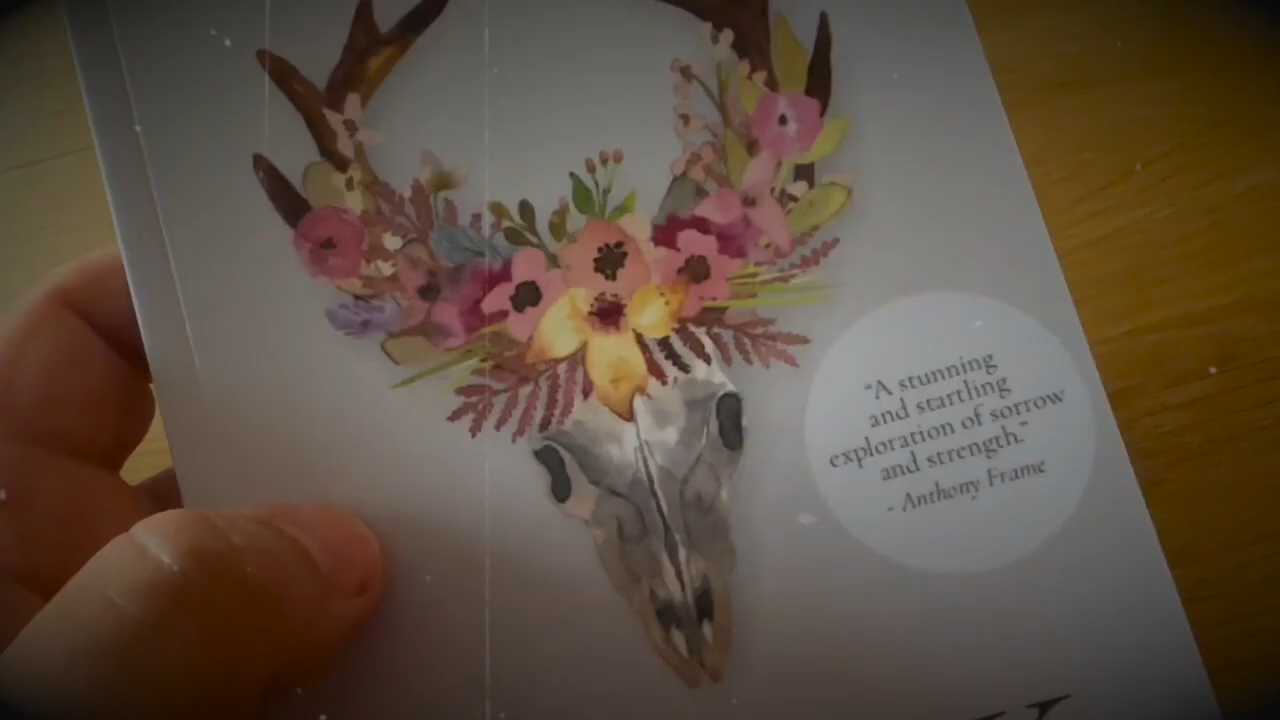 “A stunning
and startling
exploration of sorrow
and strength.”
- Anthony Frame